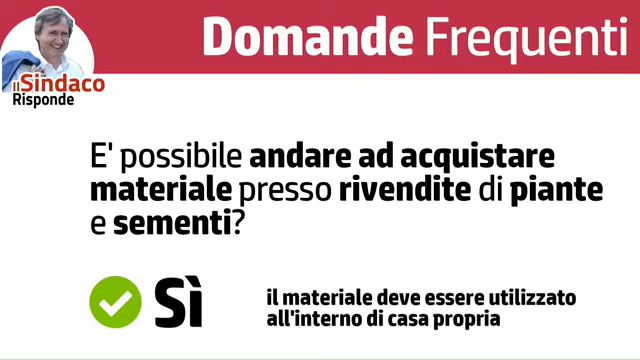 Domande Frequenti
Il Sindaco
Risponde
E' possibile andare ad acquistare
materiale presso rivendite di piante
e sementi?
Sì
il materiale deve essere utilizzato
all'interno di casa propria